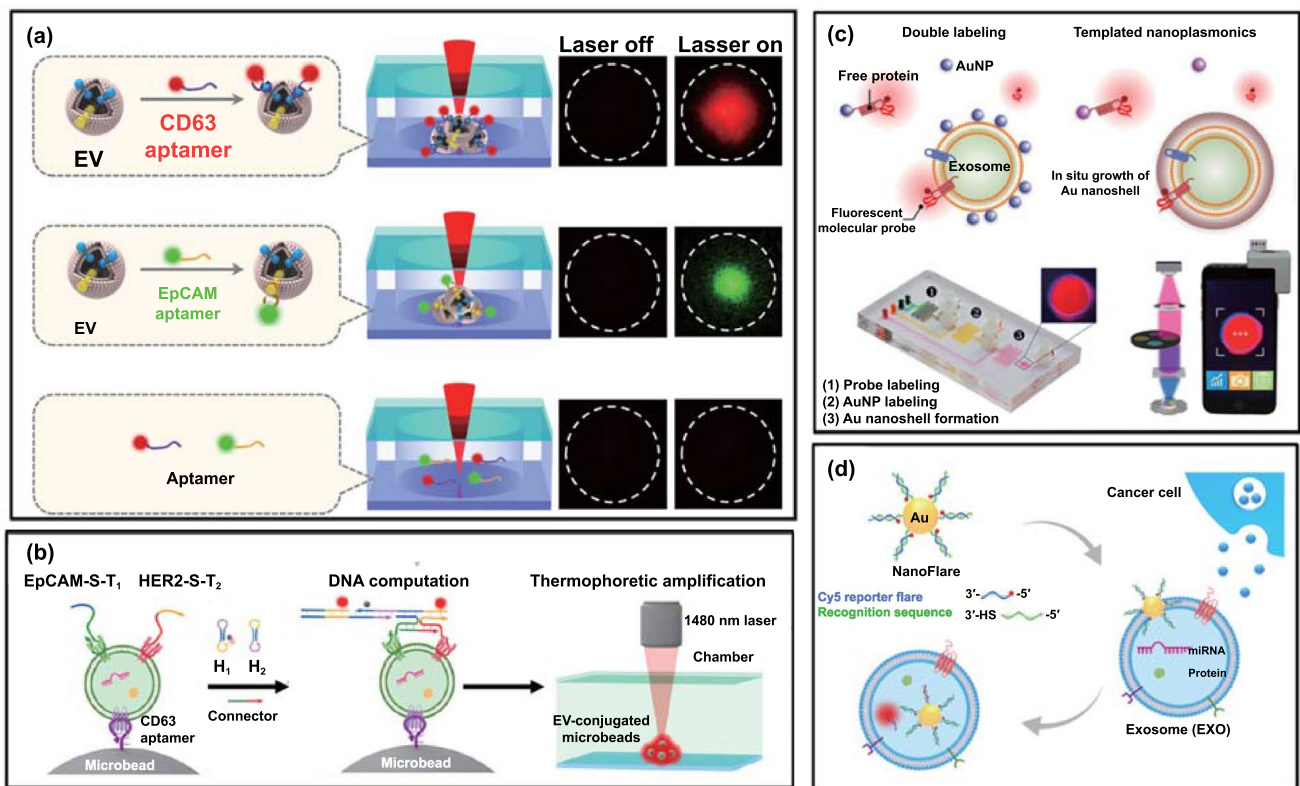 (a)
Laser off
Lasser on
EV
CD63
aptamer
EV
EpCAM
aptamer
Aptamer
(b)
EpCAM-S-T₁
HER2-S-T₂
DNA computation
Thermophoretic amplification
H₁
H₂
Connector
CD63
aptamer
Microbead
Microbead
1480 nm laser
Chamber
EV-conjugated
microbeads
(c)
Double labeling
Templated nanoplasmonics
AuNP
Free protein
Exosome
Fluorescent
molecular probe
In situ growth of
Au nanoshell
1
2
3
(1) Probe labeling
(2) AuNP labeling
(3) Au nanoshell formation
(d)
Cancer cell
Au
NanoFlare
Cy5 reporter flare
3′-
-5′
Recognition sequence
3′-HS
-5′
miRNA
Protein
Exosome (EXO)